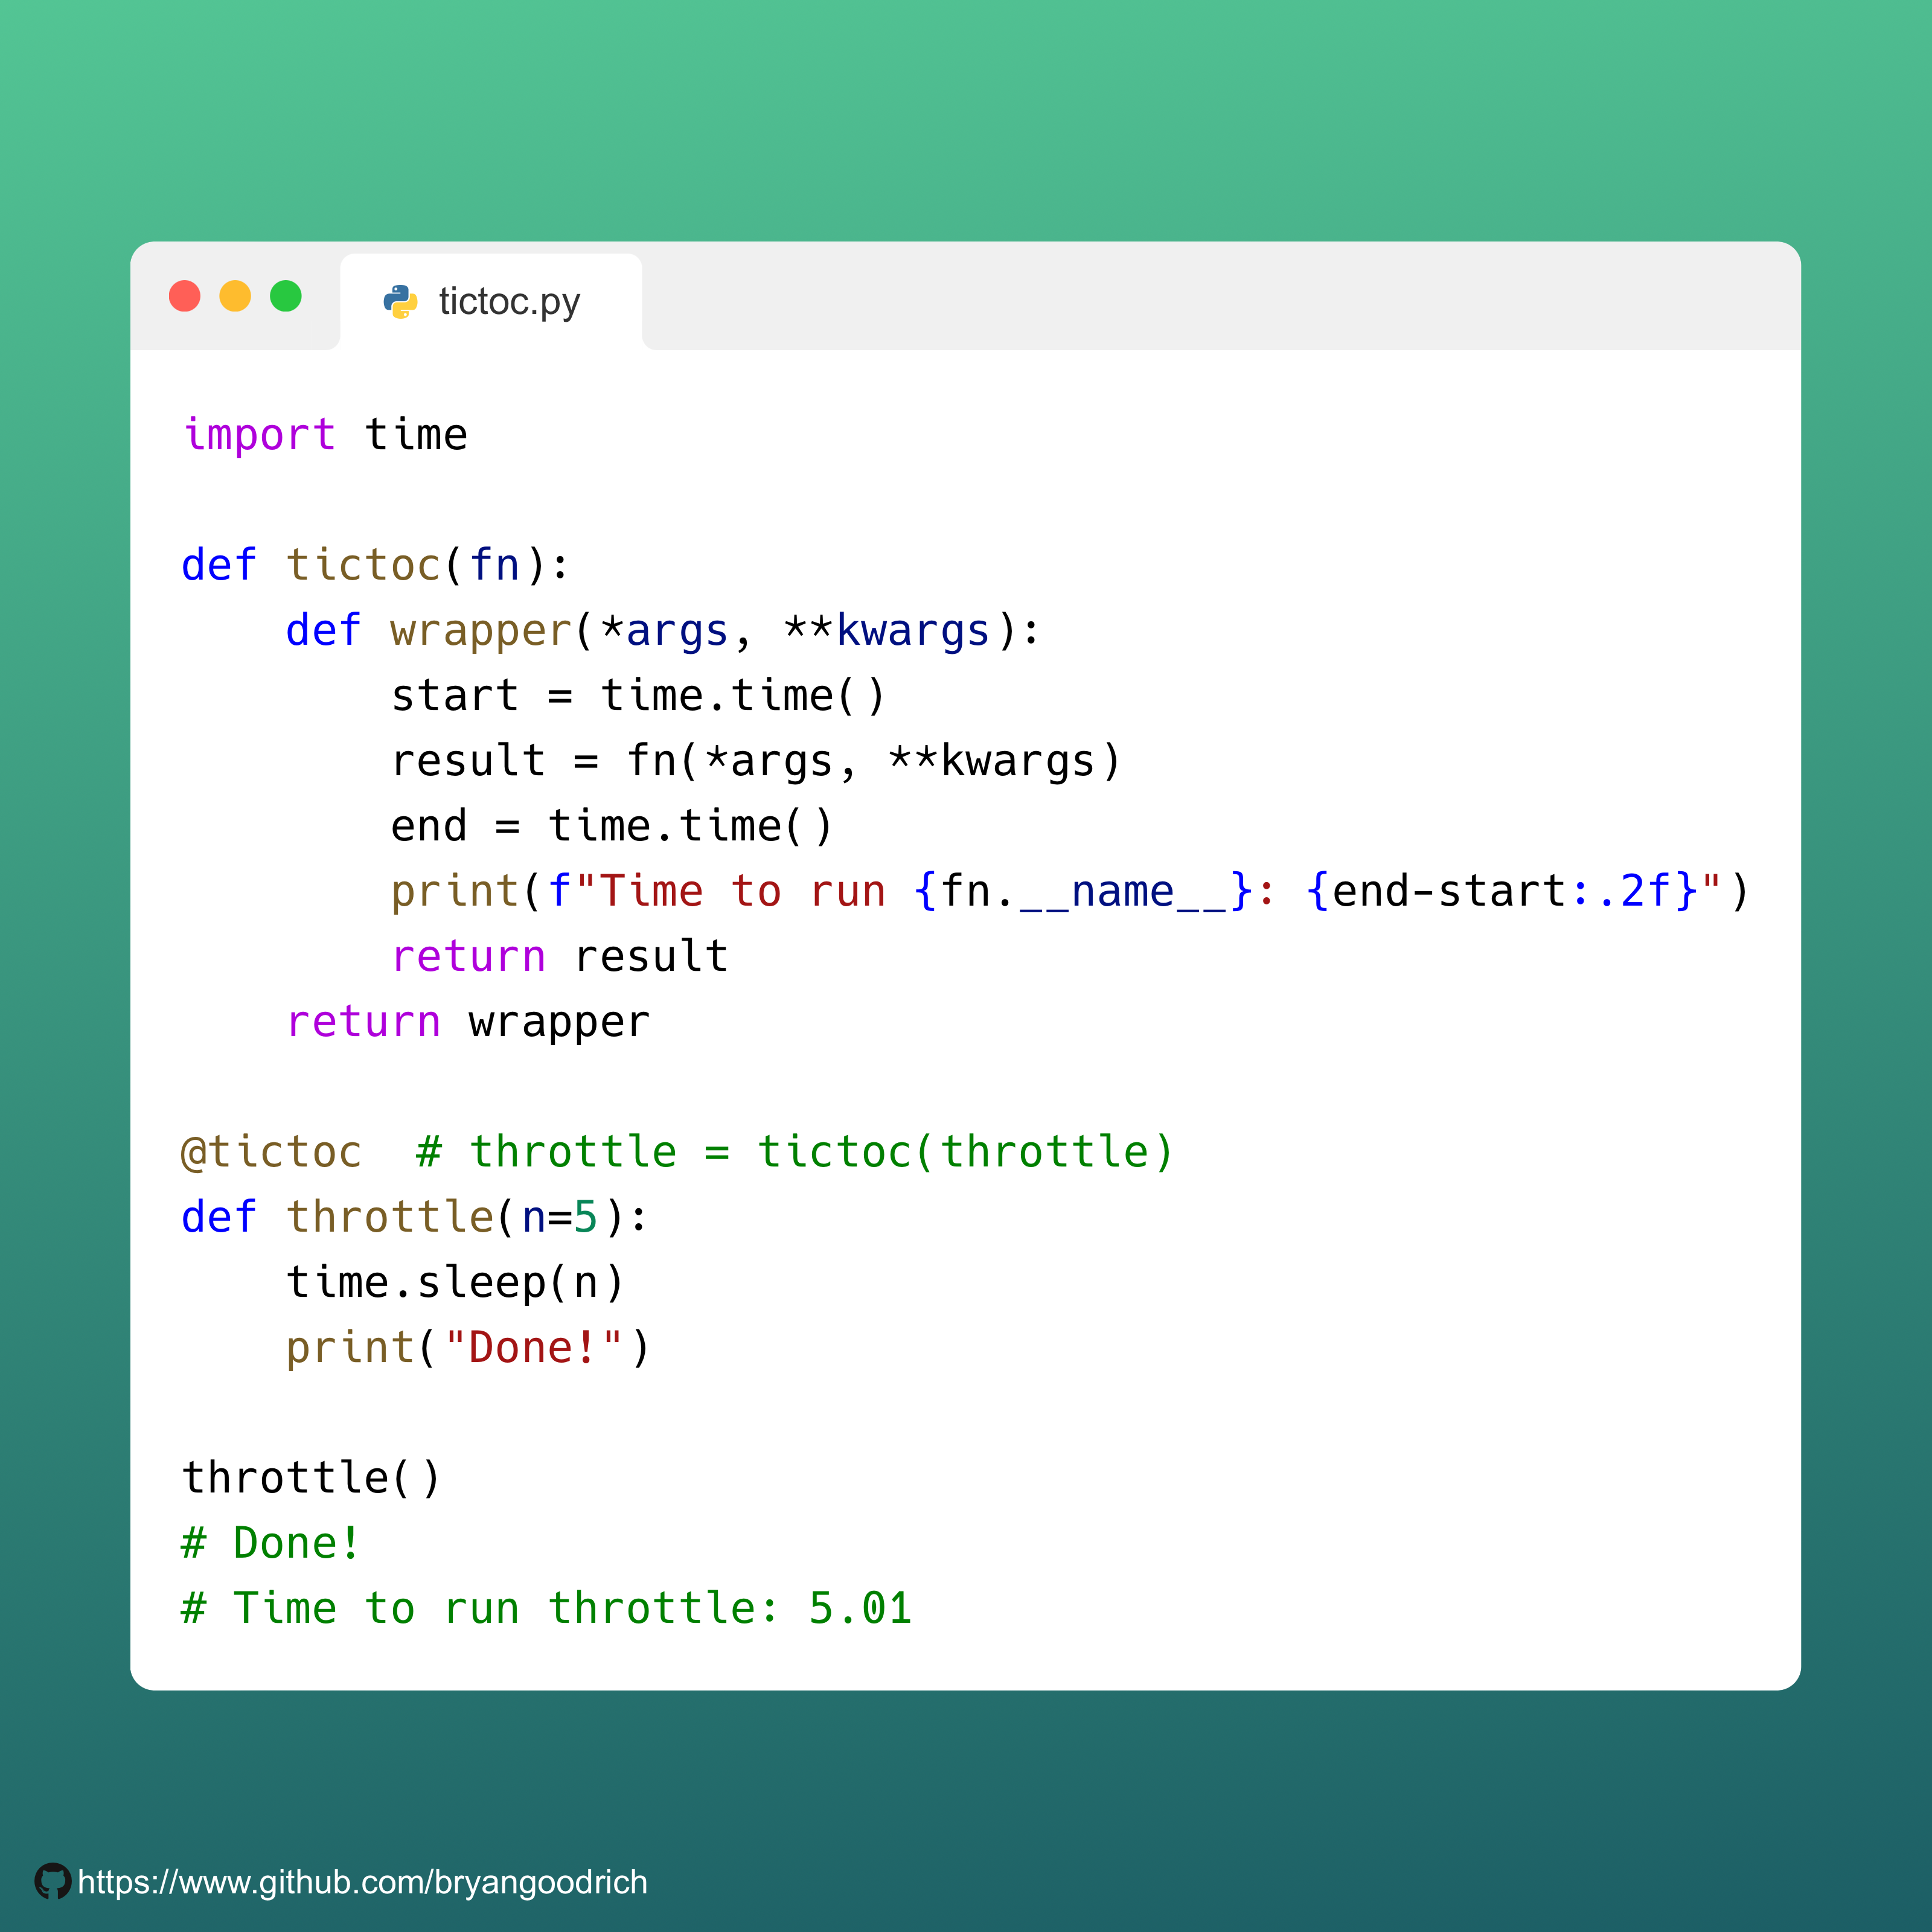 tictoc.py
import time
def tictoc(fn):
    def wrapper(*args, **kwargs):
        start = time.time()
        result = fn(*args, **kwargs)
        end = time.time()
        print(f"Time to run {fn.__name__}: {end-start:.2f}")
        return result
    return wrapper
@tictoc  # throttle = tictoc(throttle)
def throttle(n=5):
    time.sleep(n)
    print("Done!")
throttle()
# Done!
# Time to run throttle: 5.01
https://www.github.com/bryangoodrich